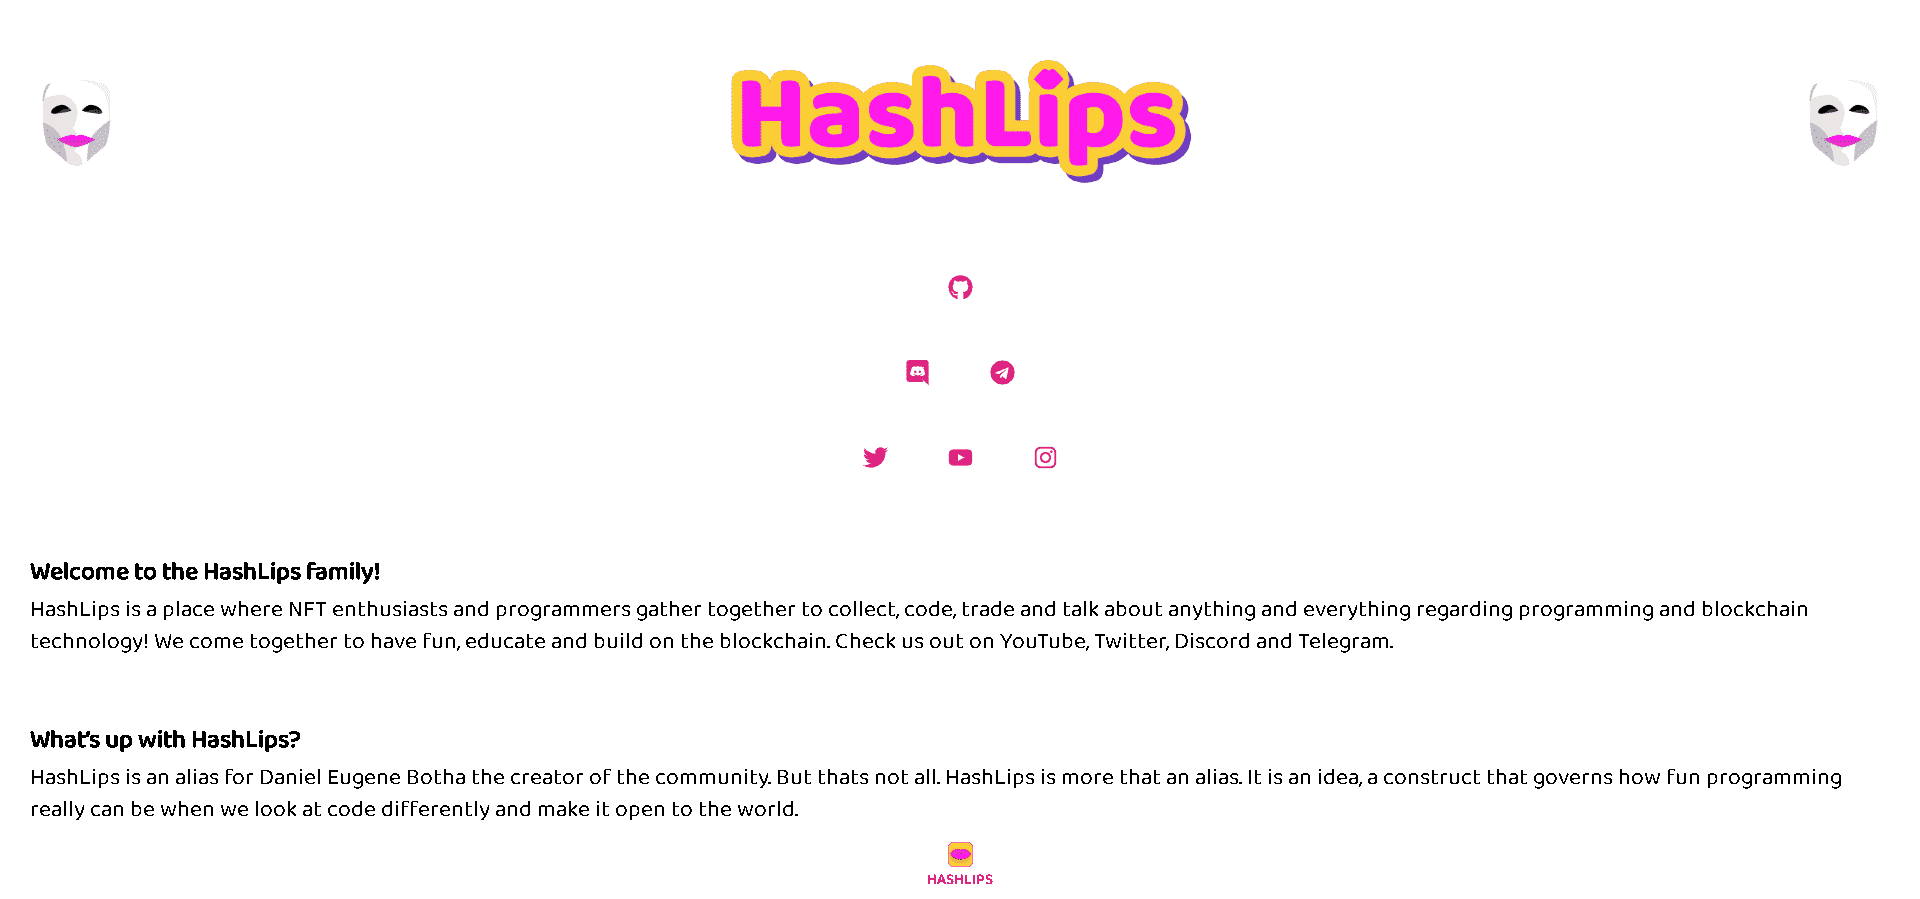 HashLips
Welcome to the HashLips family!
HashLips is a place where NFT enthusiasts and programmers gather together to collect, code, trade and talk about anything and everything regarding programming and blockchain
technology! We come together to have fun, educate and build on the blockchain. Check us out on YouTube, Twitter, Discord and Telegram.
What's up with HashLips?
HashLips is an alias for Daniel Eugene Botha the creator of the community. But thats not all. HashLips is more that an alias. It is an idea, a construct that governs how fun programming
really can be when we look at code differently and make it open to the world.
HASHLIPS